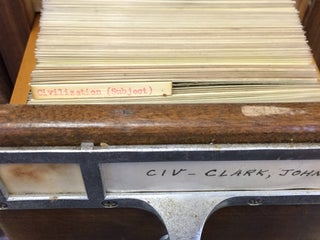 Civilization (Subject)
CIV - CLARK, JOHN